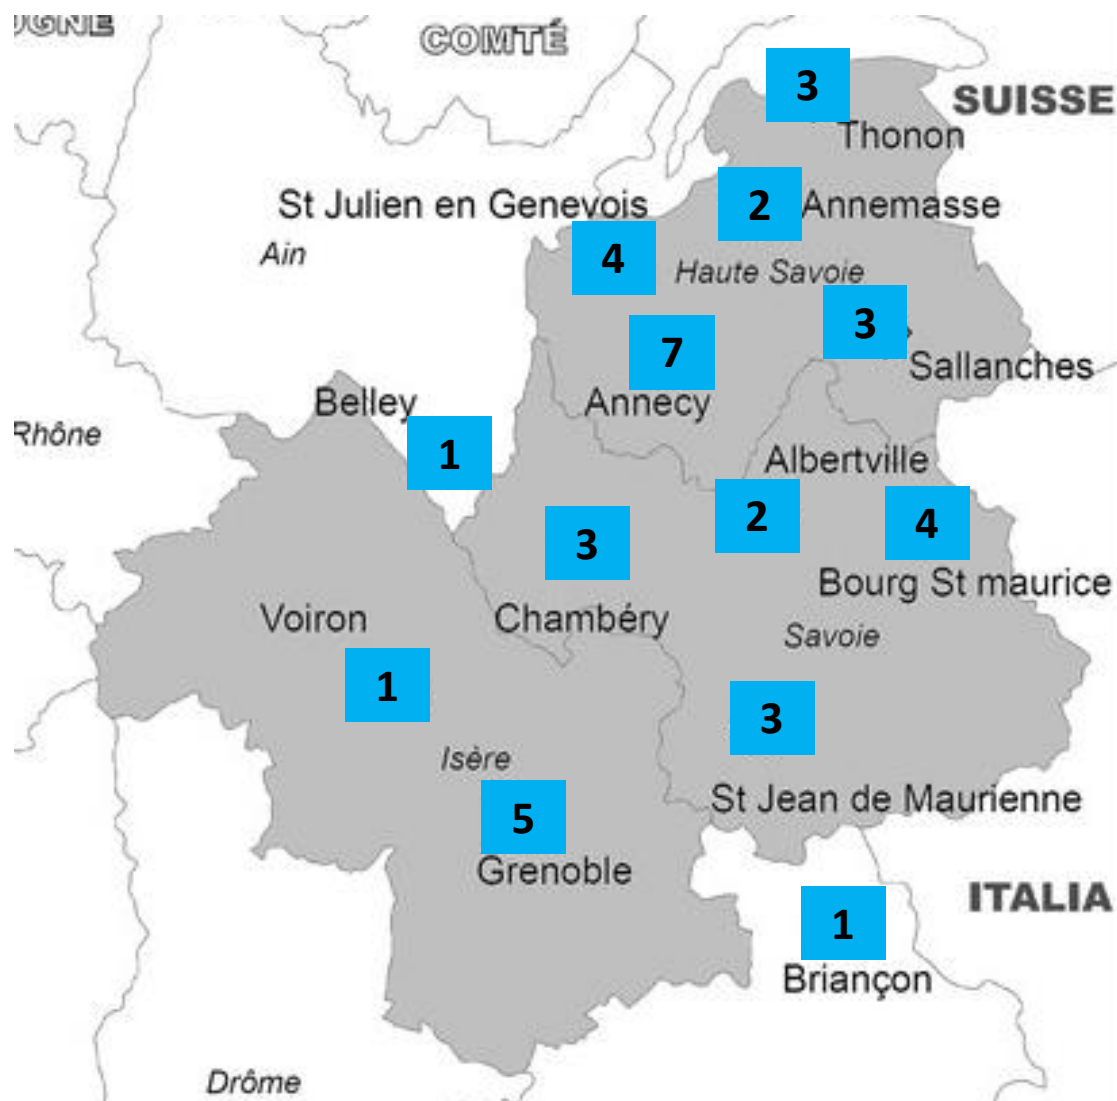 COMTÉ
3
SUISSE
Thonon
St Julien en Genevois
2
Annemasse
Ain
4
Haute Savoie
3
7
Sallanches
Belley
Annecy
Rhône
1
Albertville
2
4
3
Bourg St maurice
Voiron
Chambéry
Savoie
1
3
Isère
St Jean de Maurienne
5
Grenoble
ITALIA
1
Briançon
Drôme